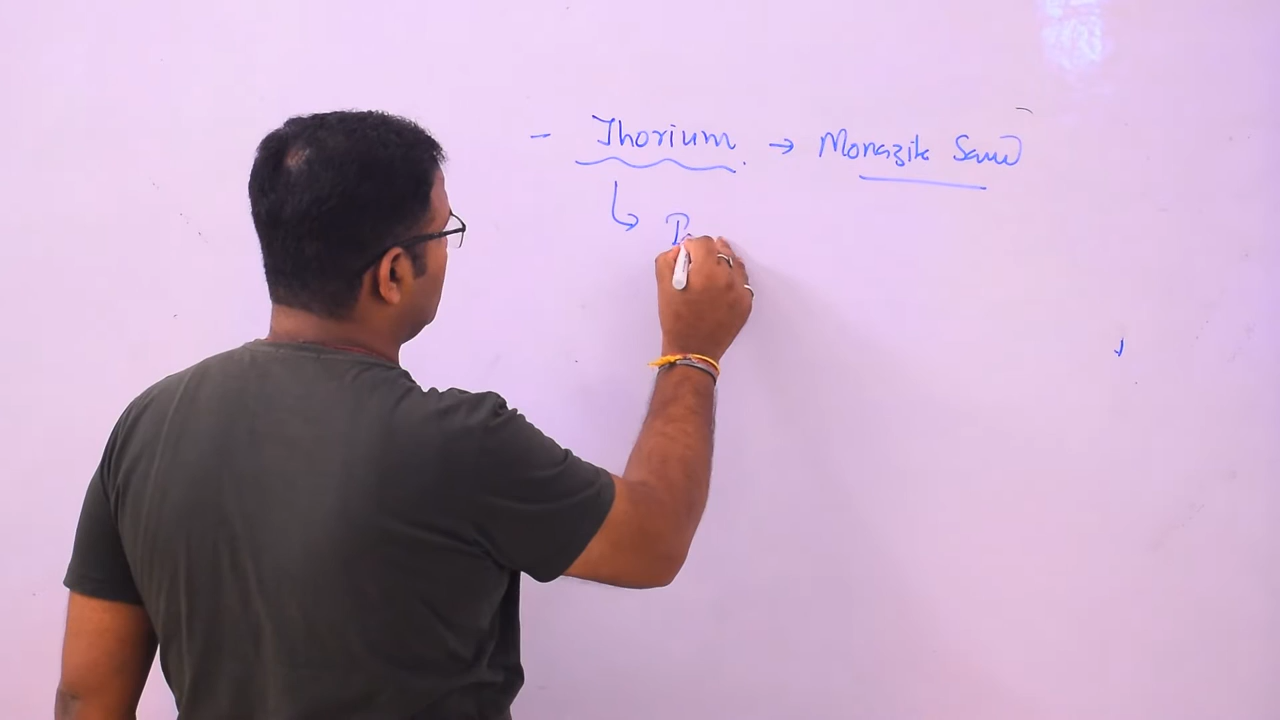 - Thorium → Monazite Sand
↳